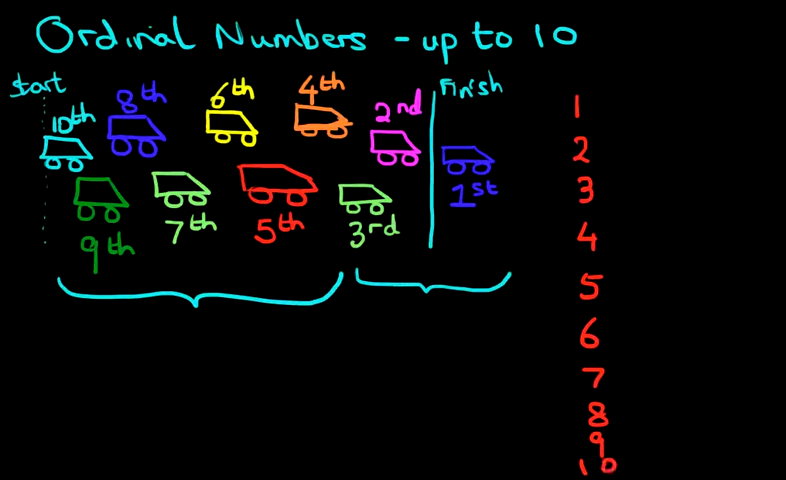 Ordinal Numbers - up to 10
Start
Finish
10th
8th
6th
4th
2nd
1st
9th
7th
5th
3rd
1
2
3
4
5
6
7
8
9
10